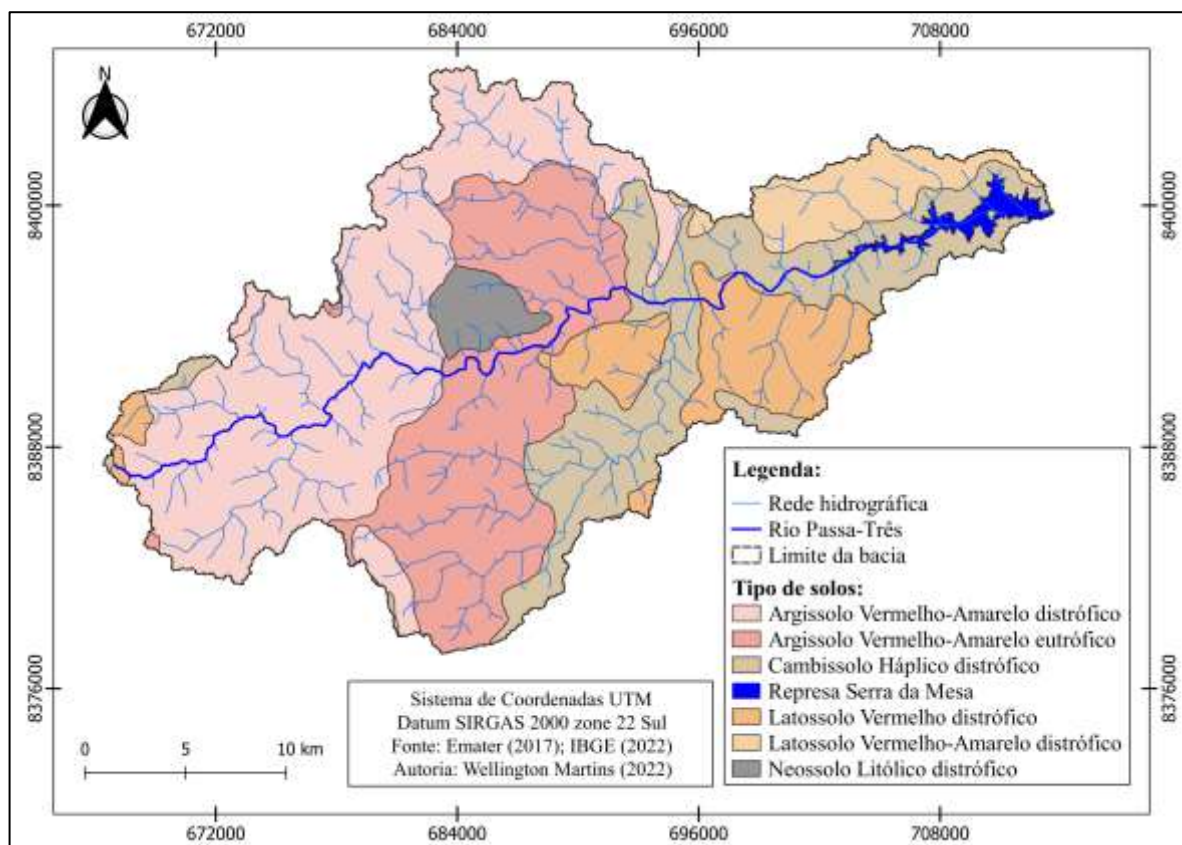 672000 684000 696000 708000
N
8400000 8400000
8388000 8388000
8376000 8376000
Legenda:
Rede hidrográfica
Rio Passa-Três
Limite da bacia
Tipo de solos:
Argissolo Vermelho-Amarelo distrófico
Argissolo Vermelho-Amarelo eutrófico
Cambissolo Háplico distrófico
Represa Serra da Mesa
Latossolo Vermelho distrófico
Latossolo Vermelho-Amarelo distrófico
Neossolo Litólico distrófico
Sistema de Coordenadas UTM
Datum SIRGAS 2000 zone 22 Sul
Fonte: Emater (2017); IBGE (2022)
Autoria: Wellington Martins (2022)
0 5 10 km
672000 684000 696000 708000